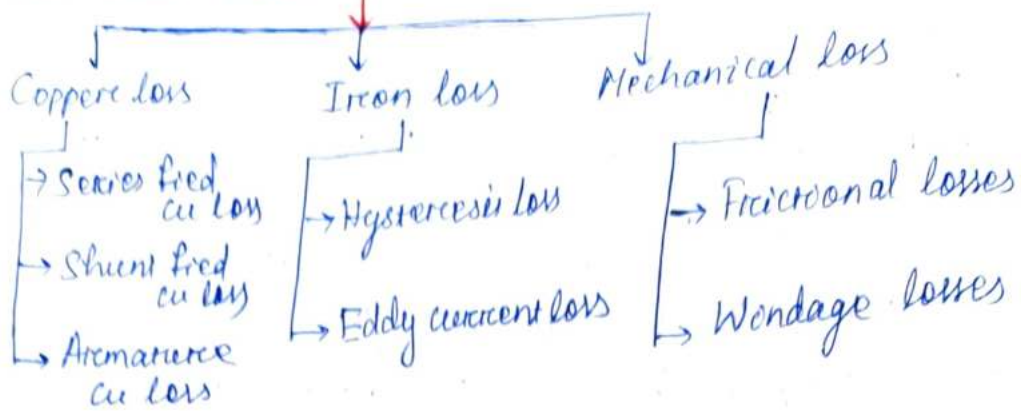 Copper loss
Iron loss
Mechanical loss
→ Series fied
cu loss
→ Shunt fied
cu loss
→ Armature
cu loss
→ Hysteresis loss
→ Eddy current loss
→ Frictional losses
→ Windage losses